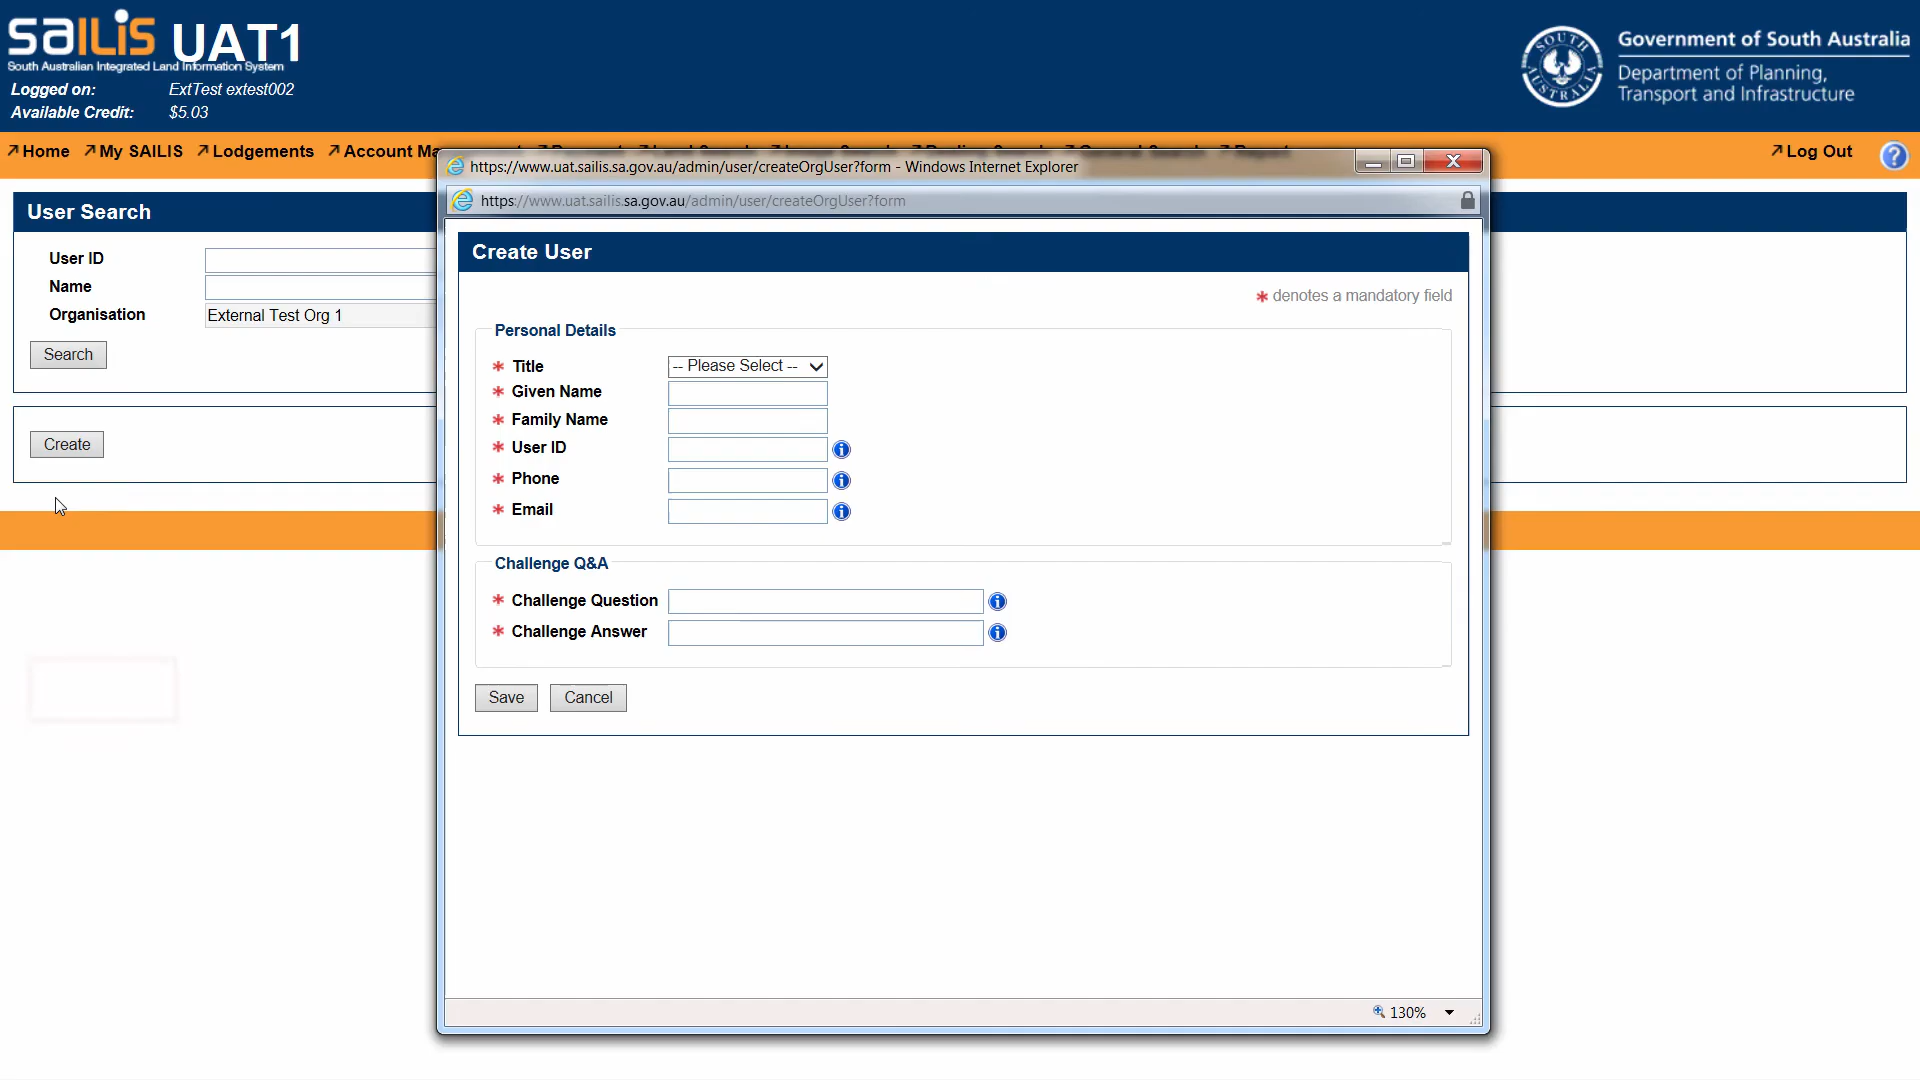 saILIS UAT1
South Australian Integrated Land Information System
Logged on: ExtTest extest002
Available Credit: $5.03
SOUTH AUSTRALIA
Government of South Australia
Department of Planning,
Transport and Infrastructure
Home My SAILIS Lodgements Account Ma
Log Out
?
https://www.uat.sailis.sa.gov.au/admin/user/createOrgUser?form - Windows Internet Explorer
https://www.uat.sailis.sa.gov.au/admin/user/createOrgUser?form
User Search
User ID
Name
Organisation External Test Org 1
Search
Create
Create User
* denotes a mandatory field
Personal Details
* Title -- Please Select --
* Given Name
* Family Name
* User ID
* Phone
* Email
Challenge Q&A
* Challenge Question
* Challenge Answer
Save Cancel
130%